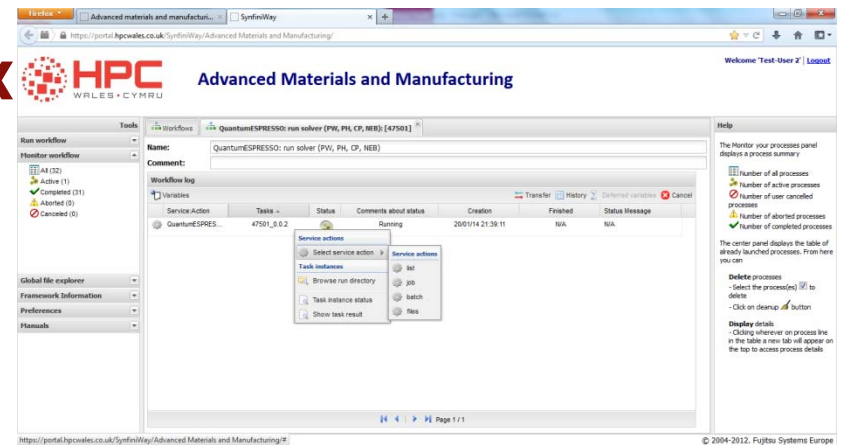 Firefox
Advanced materials and manufacturi...
SynfiniWay
https://portal.hpcwales.co.uk/SynfiniWay/Advanced Materials and Manufacturing/
HPC
WALES • CYMRU
Advanced Materials and Manufacturing
Welcome 'Test-User 2' | Logout
Tools
Run workflow
Monitor workflow
All (32)
Active (1)
Completed (31)
Aborted (0)
Canceled (0)
Global file explorer
Framework Information
Preferences
Manuals
Workflows
QuantumESPRESSO: run solver (PW, PH, CP, NEB): [47501]
Name: QuantumESPRESSO: run solver (PW, PH, CP, NEB)
Comment:
Workflow log
Variables
Transfer History Deferred variables Cancel
Service:Action Tasks Status Comments about status Creation Finished Status Message
QuantumESPRES... 47501_0.0.2 Running 20/01/14 21:39:11 N/A N/A
Service actions
Select service action
Task instances
Browse run directory
Task instance status
Show task result
Service actions
list
job
batch
files
Page 1 / 1
Help
The Monitor your processes panel
displays a process summary
Number of all processes
Number of active processes
Number of user cancelled
processes
Number of aborted processes
Number of completed processes
The center panel displays the table of
already launched processes. From here
you can
Delete processes
- Select the process(es) to
delete
- Click on cleanup button
Display details
- Clicking wherever on process line
in the table a new tab will appear on
the top to access process details
https://portal.hpcwales.co.uk/SynfiniWay/Advanced Materials and Manufacturing/#
© 2004-2012. Fujitsu Systems Europe